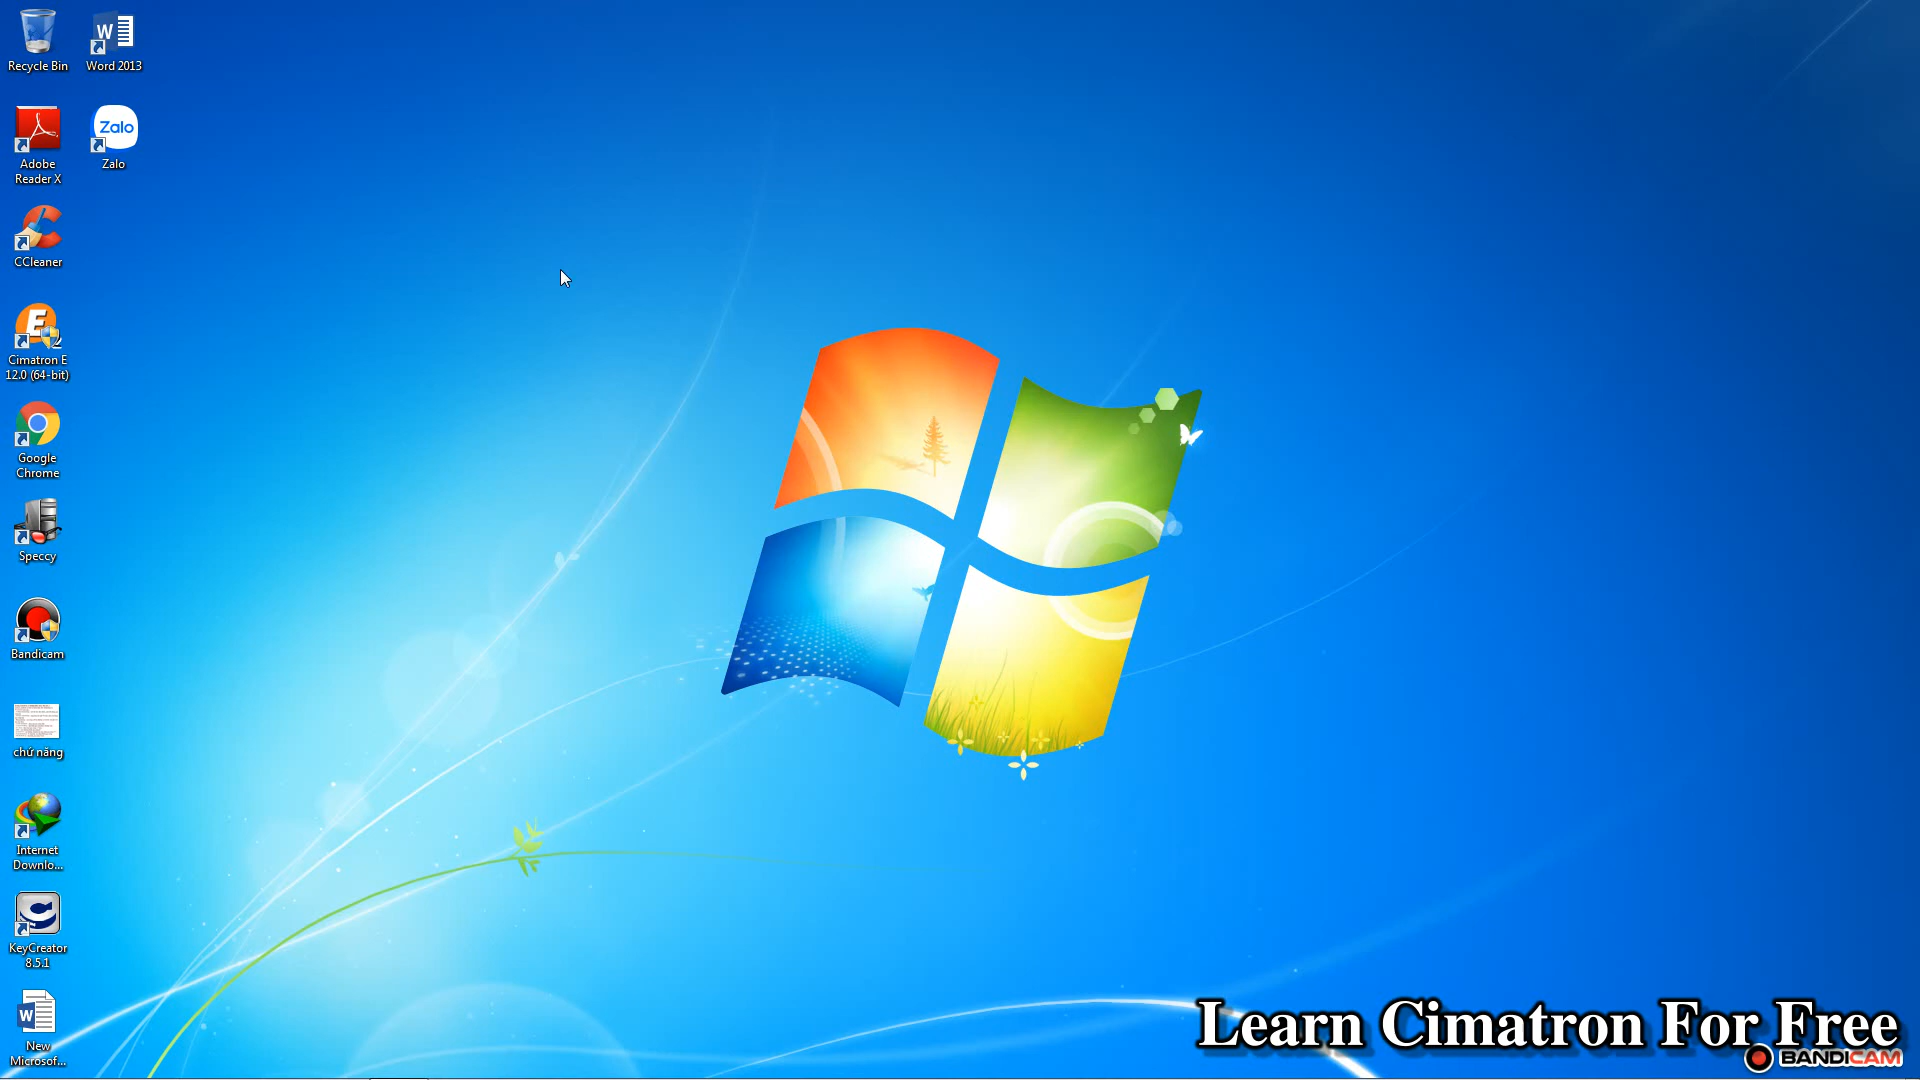 Recycle Bin
Word 2013
Adobe
Reader X
Zalo
Zalo
CCleaner
E
Cimatron E
12.0 (64-bit)
Google
Chrome
Speccy
Bandicam
chứ năng
Internet
Downlo...
KeyCreator
8.5.1
New
Microsof...
Learn Cimatron For Free
BANDICAM